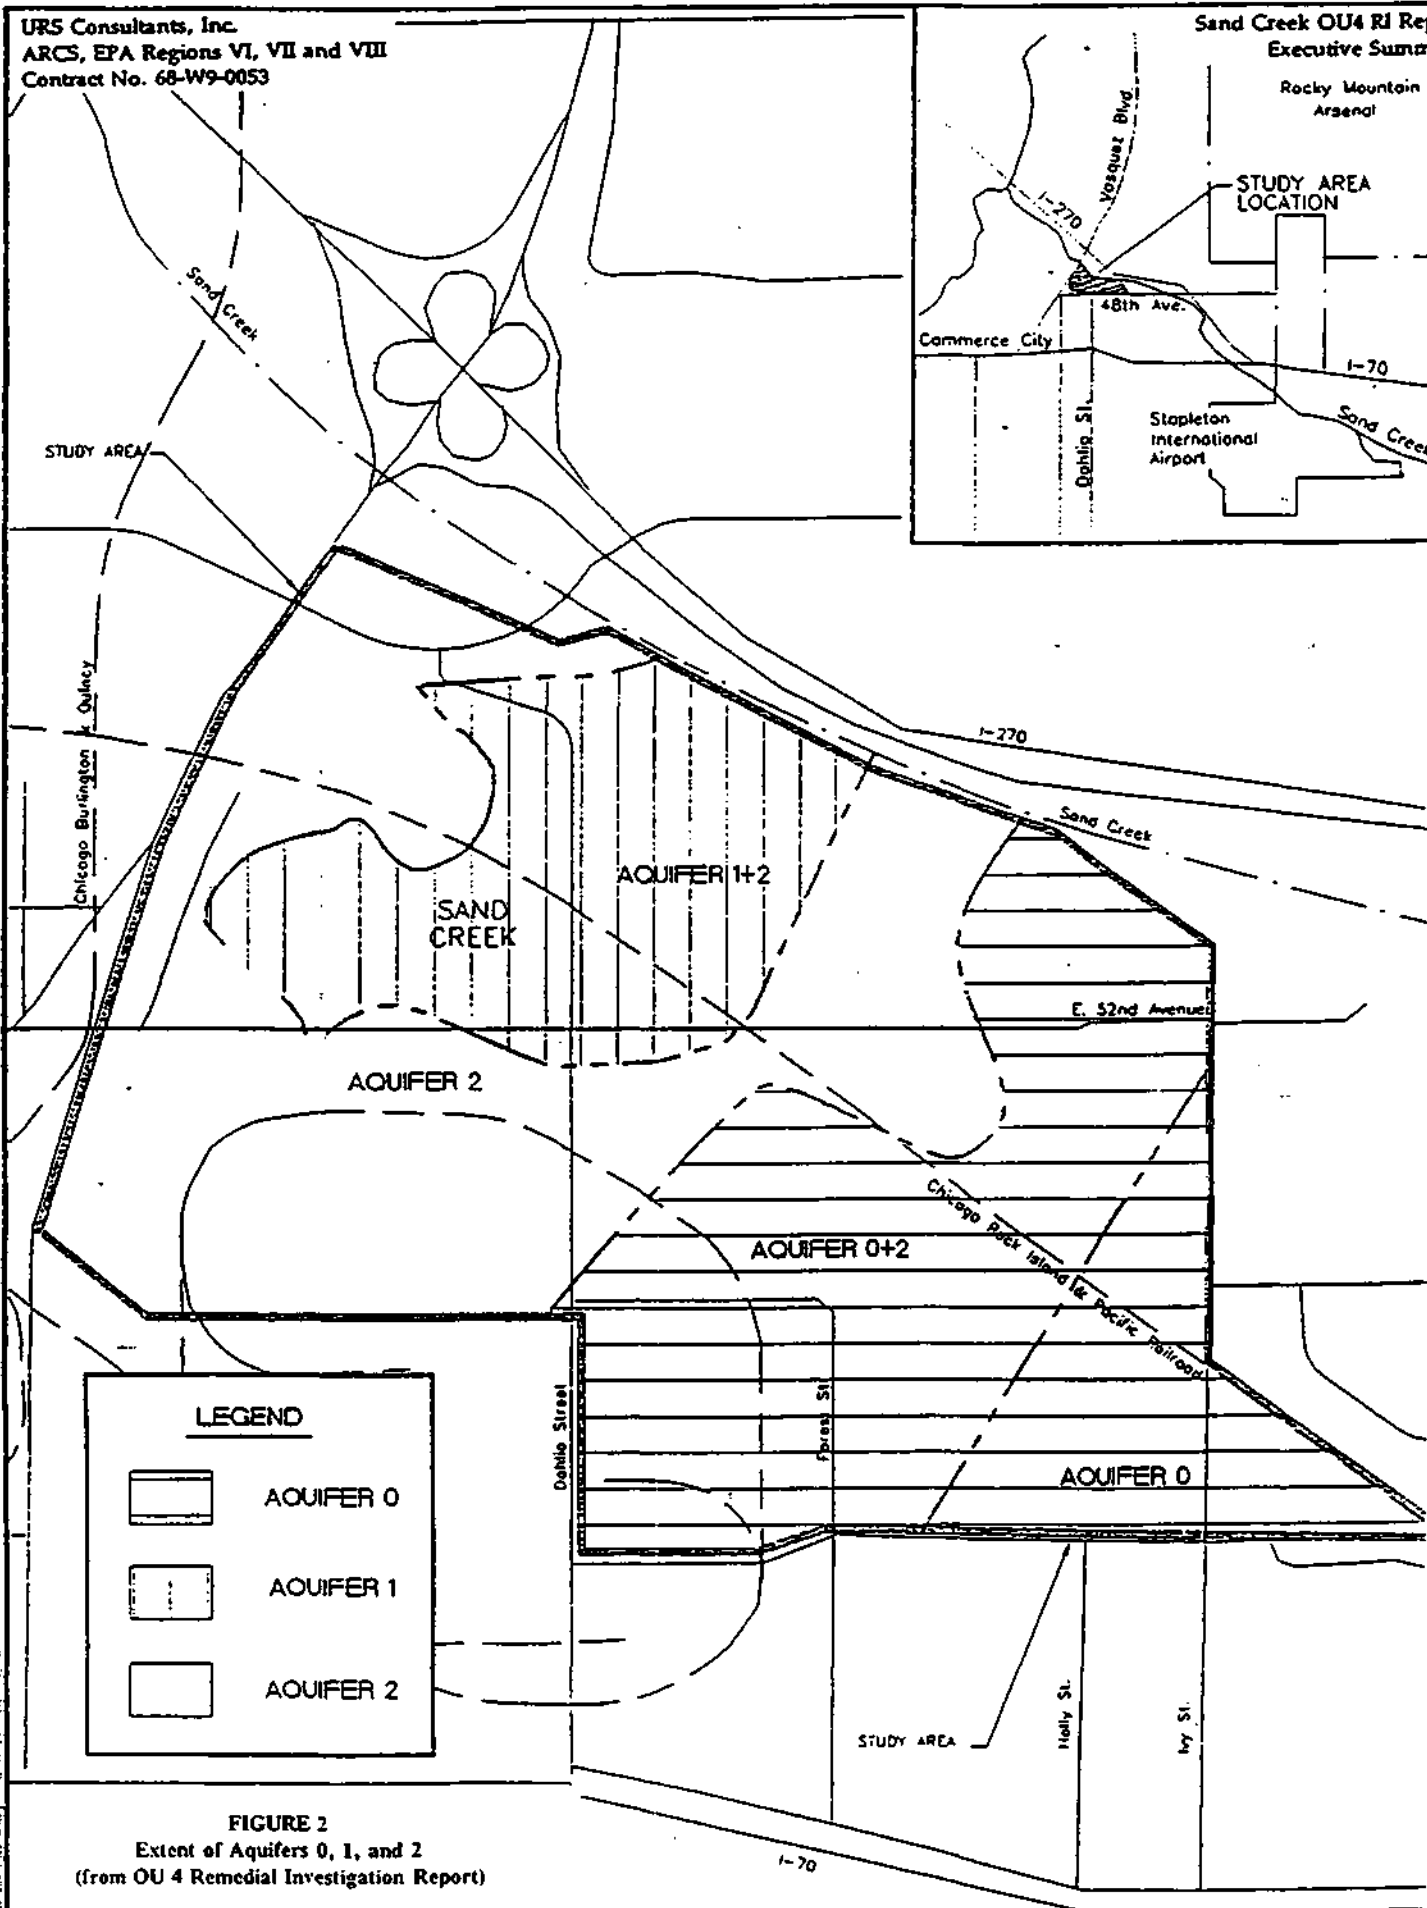 URS Consultants, Inc.
ARCS, EPA Regions VI, VII and VIII
Contract No. 68-W9-0053
Sand Creek OU4 RI Re
Executive Summ
Rocky Mountain
Arsenal
Vasquez Blvd.
I-270
STUDY AREA
LOCATION
48th Ave.
Commerce City
I-70
Dahlia St.
Stapleton
International
Airport
Sand Creek
Sand Creek
STUDY AREA
Chicago Burlington & Quincy
I-270
Sand Creek
AQUIFER 1+2
SAND
CREEK
E. 52nd Avenue
AQUIFER 2
AQUIFER 0+2
Chicago Rock Island & Pacific Railroad
Dahlia Street
Forest St.
AQUIFER 0
LEGEND
AQUIFER 0
AQUIFER 1
AQUIFER 2
STUDY AREA
Holly St.
Ivy St.
I-70
FIGURE 2
Extent of Aquifers 0, 1, and 2
(from OU 4 Remedial Investigation Report)